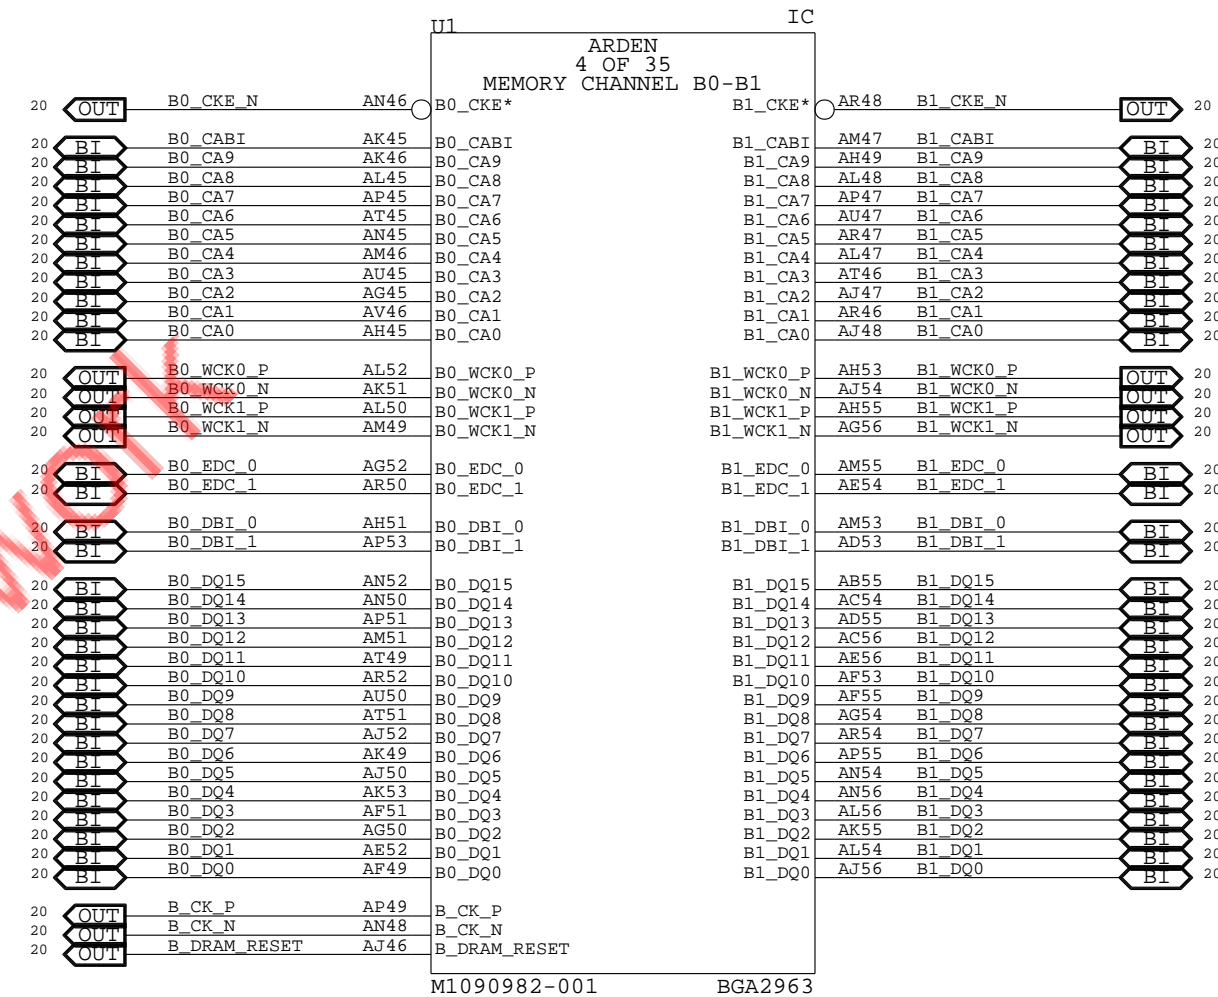 U1 IC
ARDEN
4 OF 35
MEMORY CHANNEL B0-B1
20 OUT B0_CKE_N AN46 B0_CKE* B1_CKE* AR48 B1_CKE_N OUT 20
20 BI B0_CABI AK45 B0_CABI B1_CABI AM47 B1_CABI BI 20
20 BI B0_CA9 AK46 B0_CA9 B1_CA9 AH49 B1_CA9 BI 20
20 BI B0_CA8 AL45 B0_CA8 B1_CA8 AL48 B1_CA8 BI 20
20 BI B0_CA7 AP45 B0_CA7 B1_CA7 AP47 B1_CA7 BI 20
20 BI B0_CA6 AT45 B0_CA6 B1_CA6 AU47 B1_CA6 BI 20
20 BI B0_CA5 AN45 B0_CA5 B1_CA5 AR47 B1_CA5 BI 20
20 BI B0_CA4 AM46 B0_CA4 B1_CA4 AL47 B1_CA4 BI 20
20 BI B0_CA3 AU45 B0_CA3 B1_CA3 AT46 B1_CA3 BI 20
20 BI B0_CA2 AG45 B0_CA2 B1_CA2 AJ47 B1_CA2 BI 20
20 BI B0_CA1 AV46 B0_CA1 B1_CA1 AR46 B1_CA1 BI 20
20 BI B0_CA0 AH45 B0_CA0 B1_CA0 AJ48 B1_CA0 BI 20
20 OUT B0_WCK0_P AL52 B0_WCK0_P B1_WCK0_P AH53 B1_WCK0_P OUT 20
20 OUT B0_WCK0_N AK51 B0_WCK0_N B1_WCK0_N AJ54 B1_WCK0_N OUT 20
20 OUT B0_WCK1_P AL50 B0_WCK1_P B1_WCK1_P AH55 B1_WCK1_P OUT 20
20 OUT B0_WCK1_N AM49 B0_WCK1_N B1_WCK1_N AG56 B1_WCK1_N OUT 20
20 BI B0_EDC_0 AG52 B0_EDC_0 B1_EDC_0 AM55 B1_EDC_0 BI 20
20 BI B0_EDC_1 AR50 B0_EDC_1 B1_EDC_1 AE54 B1_EDC_1 BI 20
20 BI B0_DBI_0 AH51 B0_DBI_0 B1_DBI_0 AM53 B1_DBI_0 BI 20
20 BI B0_DBI_1 AP53 B0_DBI_1 B1_DBI_1 AD53 B1_DBI_1 BI 20
20 BI B0_DQ15 AN52 B0_DQ15 B1_DQ15 AB55 B1_DQ15 BI 20
20 BI B0_DQ14 AN50 B0_DQ14 B1_DQ14 AC54 B1_DQ14 BI 20
20 BI B0_DQ13 AP51 B0_DQ13 B1_DQ13 AD55 B1_DQ13 BI 20
20 BI B0_DQ12 AM51 B0_DQ12 B1_DQ12 AC56 B1_DQ12 BI 20
20 BI B0_DQ11 AT49 B0_DQ11 B1_DQ11 AE56 B1_DQ11 BI 20
20 BI B0_DQ10 AR52 B0_DQ10 B1_DQ10 AF53 B1_DQ10 BI 20
20 BI B0_DQ9 AU50 B0_DQ9 B1_DQ9 AF55 B1_DQ9 BI 20
20 BI B0_DQ8 AT51 B0_DQ8 B1_DQ8 AG54 B1_DQ8 BI 20
20 BI B0_DQ7 AJ52 B0_DQ7 B1_DQ7 AR54 B1_DQ7 BI 20
20 BI B0_DQ6 AK49 B0_DQ6 B1_DQ6 AP55 B1_DQ6 BI 20
20 BI B0_DQ5 AJ50 B0_DQ5 B1_DQ5 AN54 B1_DQ5 BI 20
20 BI B0_DQ4 AK53 B0_DQ4 B1_DQ4 AN56 B1_DQ4 BI 20
20 BI B0_DQ3 AF51 B0_DQ3 B1_DQ3 AL56 B1_DQ3 BI 20
20 BI B0_DQ2 AG50 B0_DQ2 B1_DQ2 AK55 B1_DQ2 BI 20
20 BI B0_DQ1 AE52 B0_DQ1 B1_DQ1 AL54 B1_DQ1 BI 20
20 BI B0_DQ0 AF49 B0_DQ0 B1_DQ0 AJ56 B1_DQ0 BI 20
20 OUT B_CK_P AP49 B_CK_P
20 OUT B_CK_N AN48 B_CK_N
20 OUT B_DRAM_RESET AJ46 B_DRAM_RESET
M1090982-001 BGA2963
work